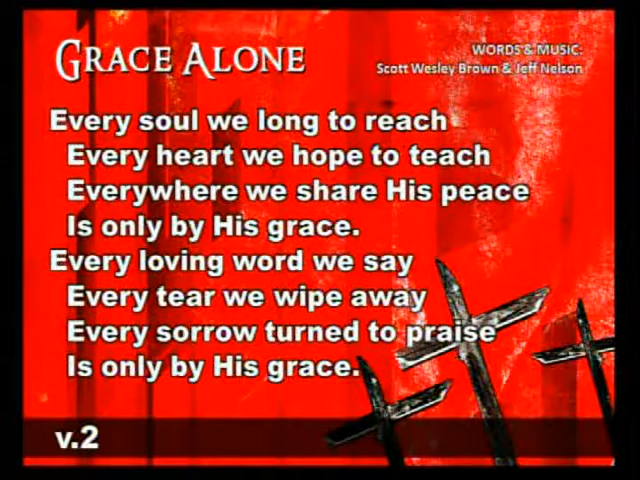 GRACE ALONE
WORDS & MUSIC:
Scott Wesley Brown & Jeff Nelson
Every soul we long to reach
Every heart we hope to teach
Everywhere we share His peace
Is only by His grace.
Every loving word we say
Every tear we wipe away
Every sorrow turned to praise
Is only by His grace.
v.2